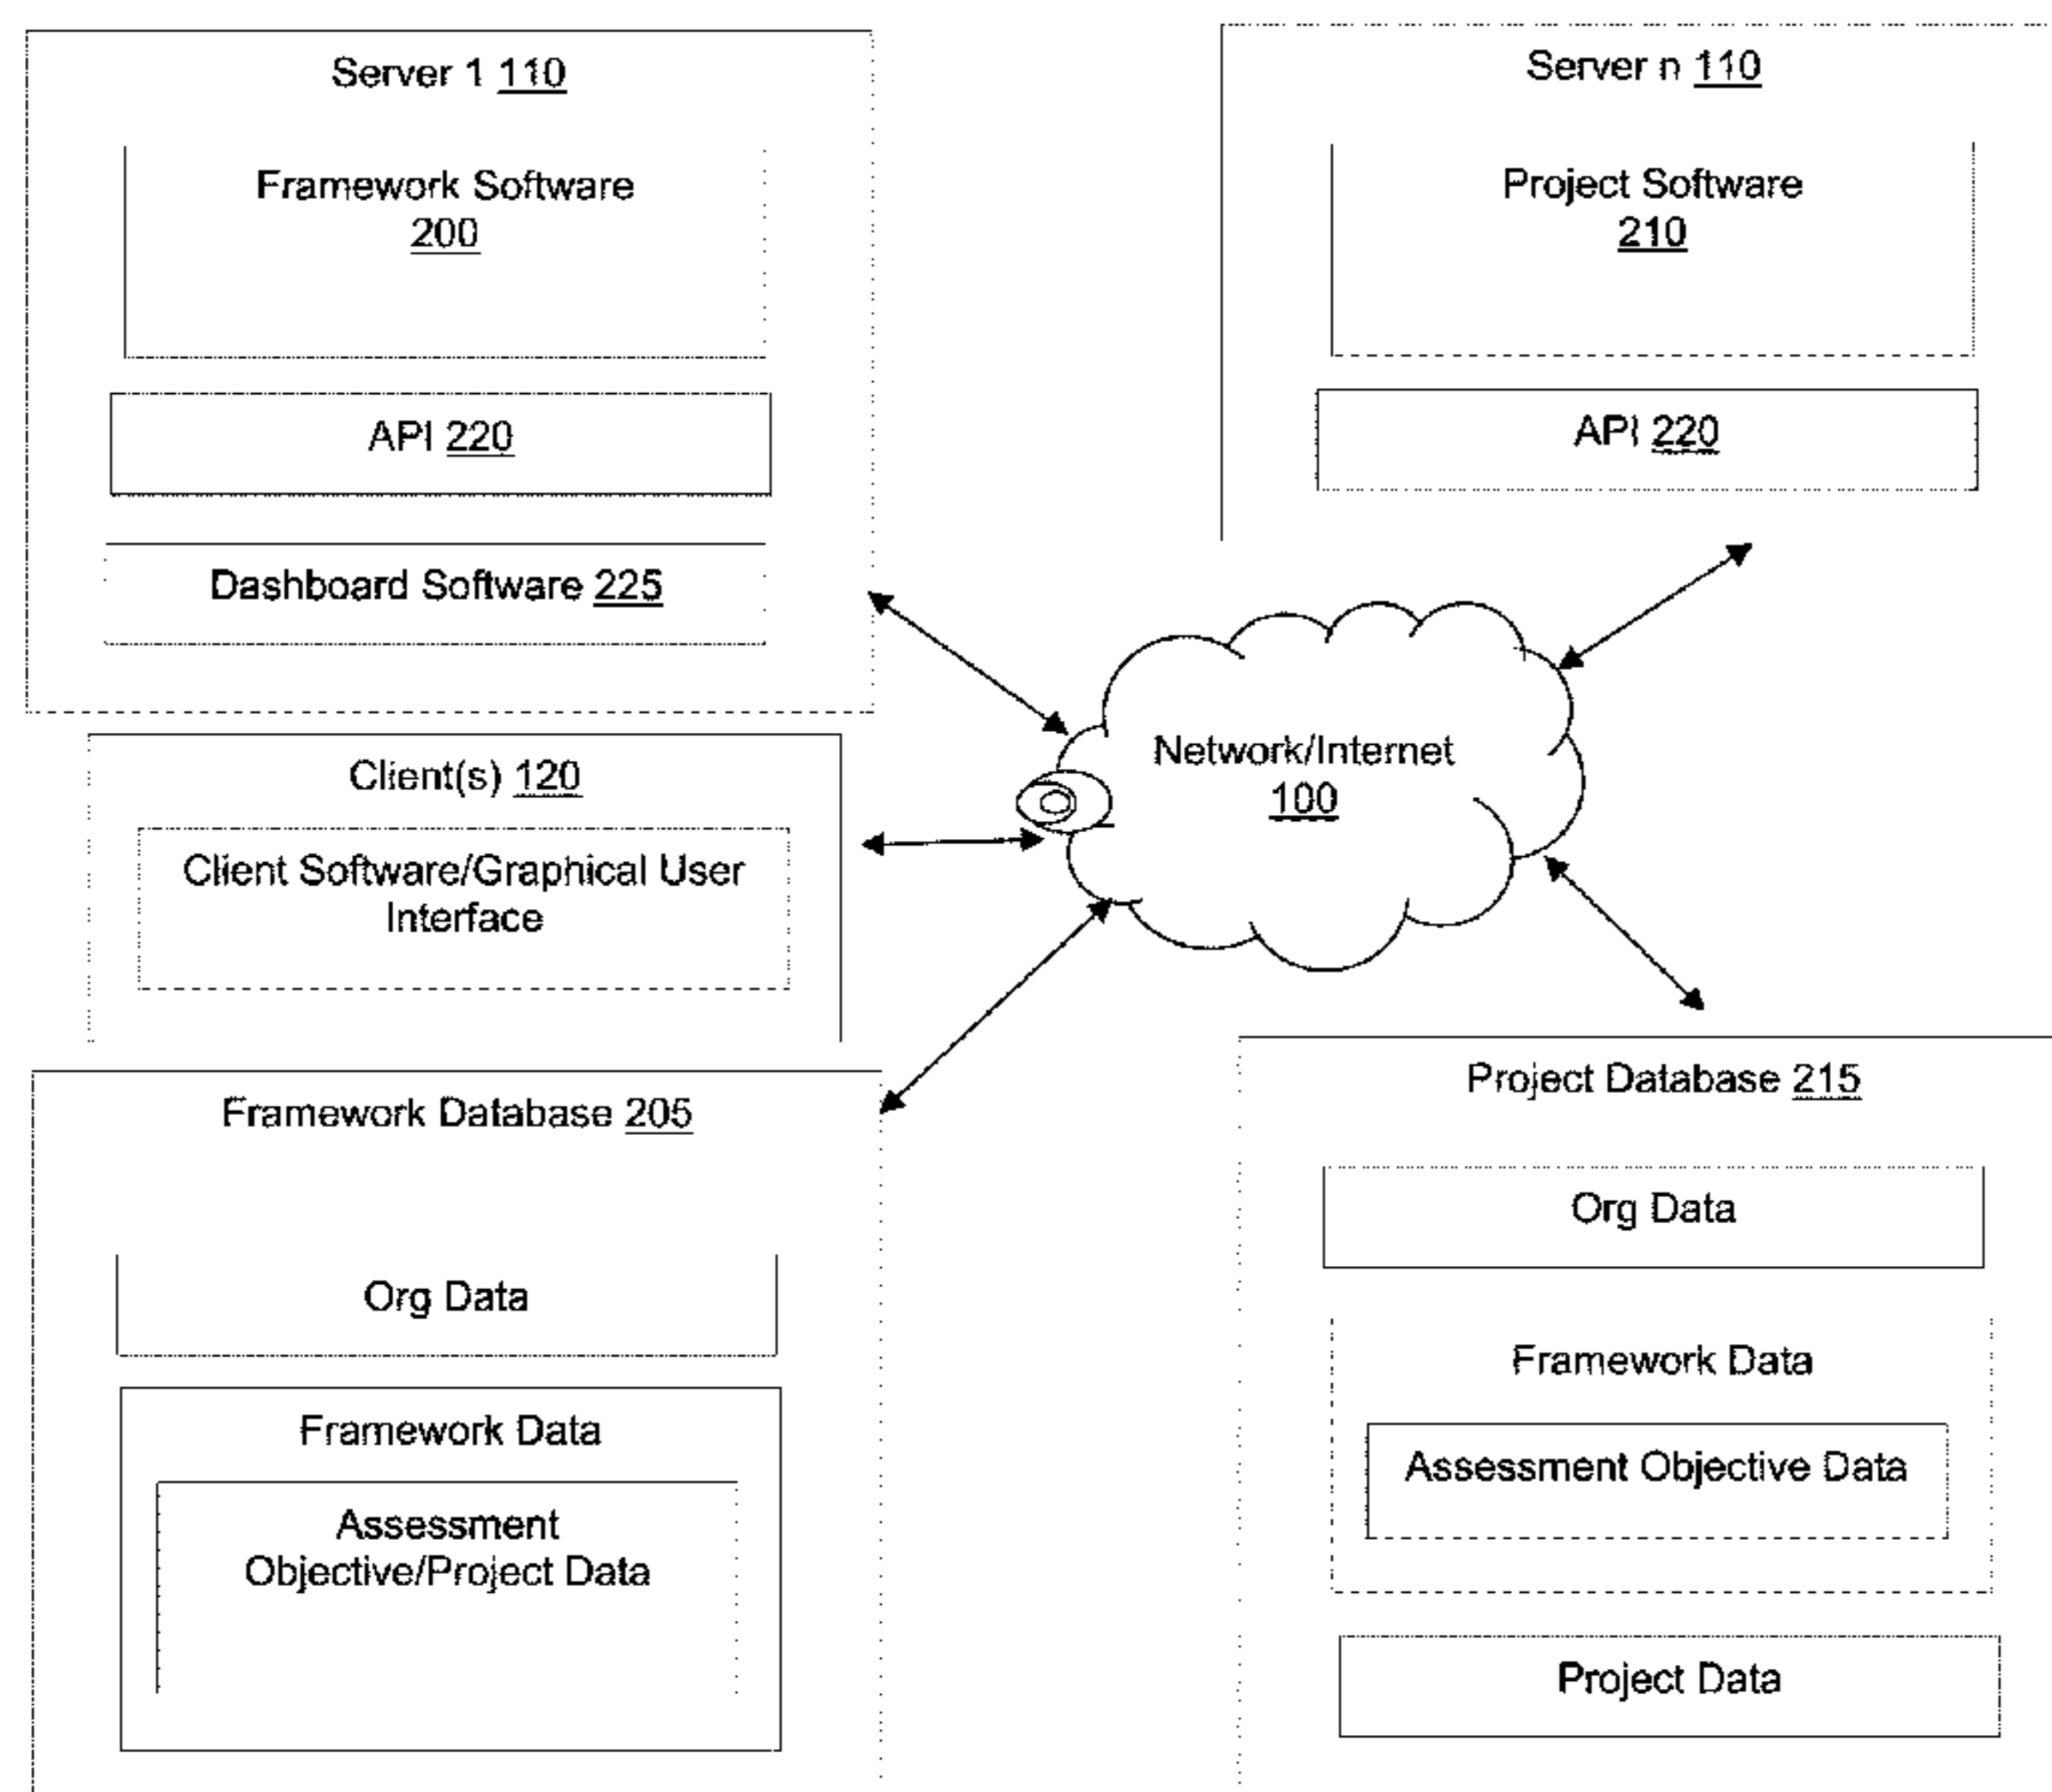 Server 1 110
Framework Software
200
API 220
Dashboard Software 225
Server n 110
Project Software
210
API 220
Client(s) 120
Client Software/Graphical User
Interface
Network/Internet
100
Framework Database 205
Org Data
Framework Data
Assessment
Objective/Project Data
Project Database 215
Org Data
Framework Data
Assessment Objective Data
Project Data